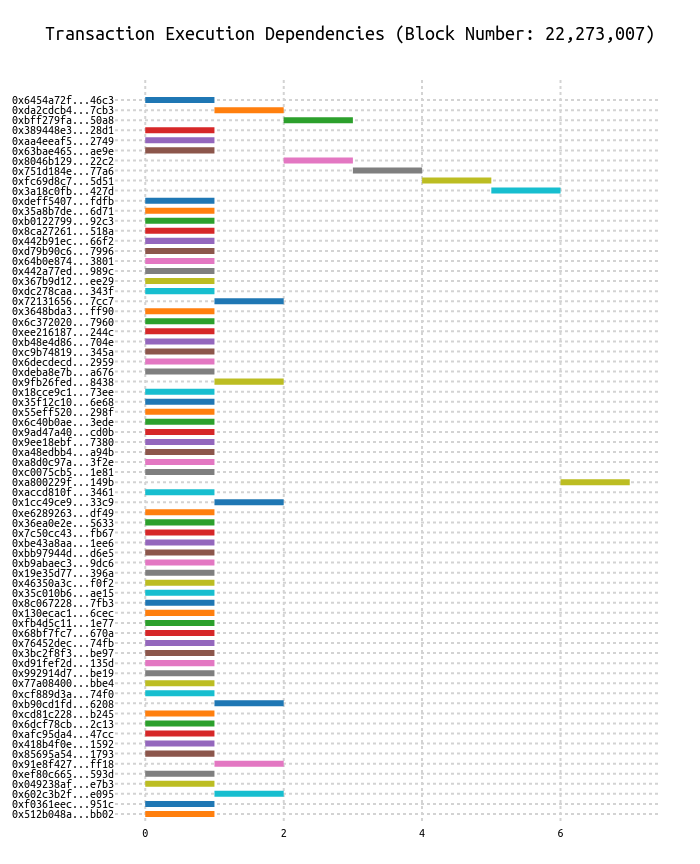 Transaction Execution Dependencies (Block Number: 22,273,007)
0x6454a72f...46c3
0xda2cdcb4...7cb3
0xbff279fa...50a8
0x389448e3...28d1
0xaa4eeaf5...2749
0x63bae465...ae9e
0x8046b129...22c2
0x751d184e...77a6
0xfc69d8c7...5d51
0x3a18c0fb...427d
0xdeff5407...fdfb
0x35a8b7de...6d71
0xb0122799...92c3
0x8ca27261...518a
0x442b91ec...66f2
0xd79b90c6...7996
0x64b0e874...3801
0x442a77ed...989c
0x367b9d12...ee29
0xdc278caa...343f
0x72131656...7cc7
0x3648bda3...ff90
0x6c372020...7960
0xee216187...244c
0xb48e4d86...704e
0xc9b74819...345a
0x6decdecd...2959
0xdeba8e7b...a676
0x9fb26fed...8438
0x18cce9c1...73ee
0x35f12c10...6e68
0x55eff520...298f
0x6c40b0ae...3ede
0x9ad47a40...cd0b
0x9ee18ebf...7380
0xa48edbb4...a94b
0xa8d0c97a...3f2e
0xc0075cb5...1e81
0xa800229f...149b
0xaccd810f...3461
0x1cc49ce9...33c9
0xe6289263...df49
0x36ea0e2e...5633
0x7c50cc43...fb67
0xbe43a8aa...1ee6
0xbb97944d...d6e5
0xb9abaec3...9dc6
0x19e35d77...396a
0x46350a3c...f0f2
0x35c010b6...ae15
0x8c067228...7fb3
0x130ecac1...6cec
0xfb4d5c11...1e77
0x68bf7fc7...670a
0x76452dec...74fb
0x3bc2f8f3...be97
0xd91fef2d...135d
0x992914d7...be19
0x77a08400...bbe4
0xcf889d3a...74f0
0xb90cd1fd...6208
0xcd81c228...b245
0x6dcf78cb...2c13
0xafc95da4...47cc
0x418b4f0e...1592
0x85695a54...1793
0x91e8f427...ff18
0xef80c665...593d
0x049238af...e7b3
0x602c3b2f...e095
0xf0361eec...951c
0x512b048a...bb02
0 2 4 6